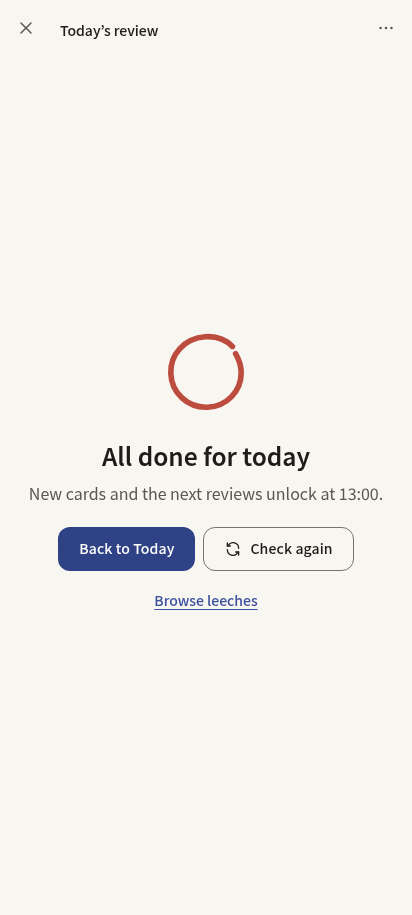 Today’s review
All done for today
New cards and the next reviews unlock at 13:00.
Back to Today
Check again
Browse leeches